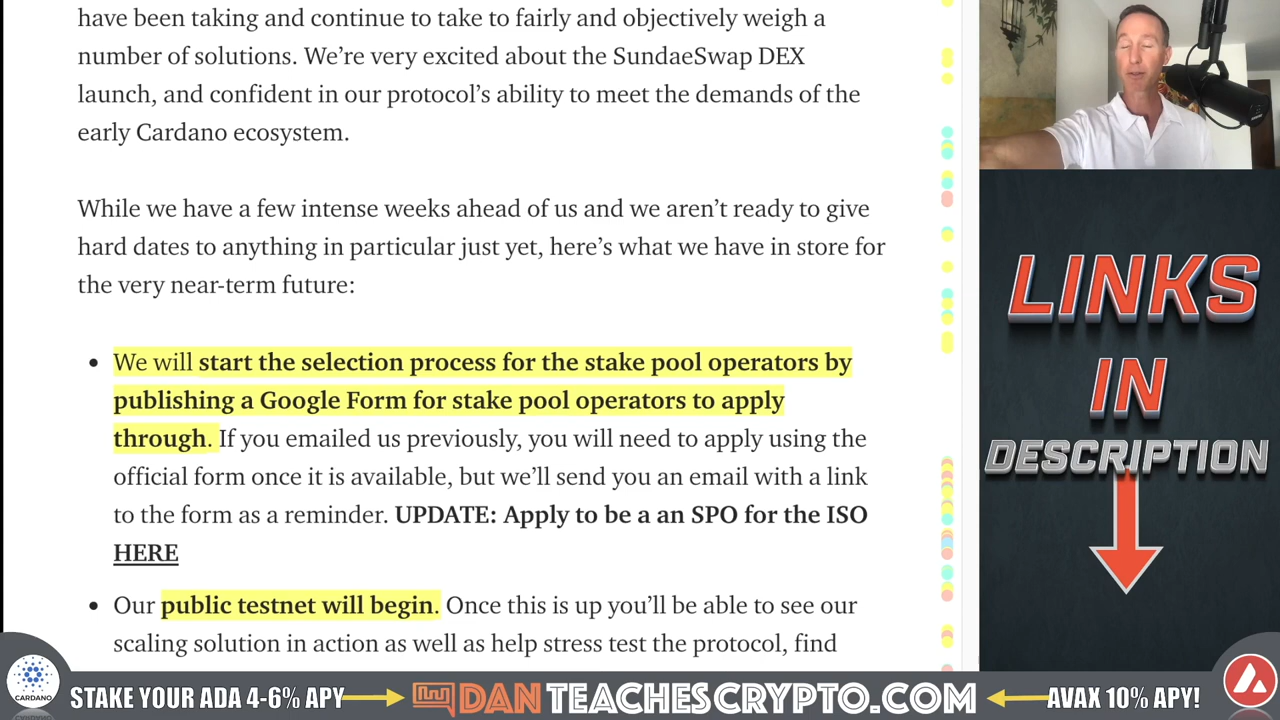 have been taking and continue to take to fairly and objectively weigh a
number of solutions. We’re very excited about the SundaeSwap DEX
launch, and confident in our protocol’s ability to meet the demands of the
early Cardano ecosystem.
While we have a few intense weeks ahead of us and we aren’t ready to give
hard dates to anything in particular just yet, here’s what we have in store for
the very near-term future:
• We will start the selection process for the stake pool operators by
publishing a Google Form for stake pool operators to apply
through. If you emailed us previously, you will need to apply using the
official form once it is available, but we’ll send you an email with a link
to the form as a reminder. UPDATE: Apply to be a an SPO for the ISO
HERE
• Our public testnet will begin. Once this is up you’ll be able to see our
scaling solution in action as well as help stress test the protocol, find
LINKS
IN
DESCRIPTION
CARDANO
STAKE YOUR ADA 4-6% APY
DANTEACHESCRYPTO.COM
AVAX 10% APY!